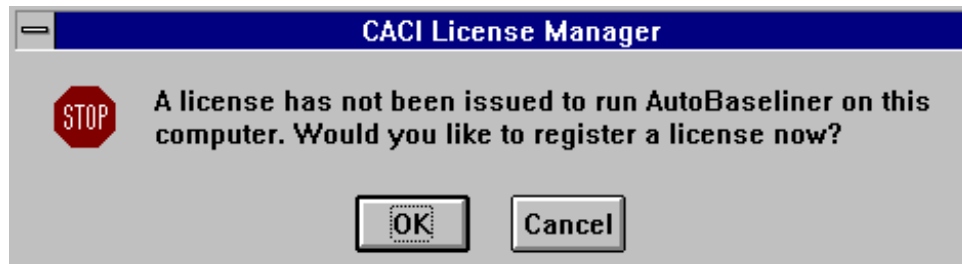 CACI License Manager
STOP
A license has not been issued to run AutoBaseliner on this
computer. Would you like to register a license now?
OK
Cancel